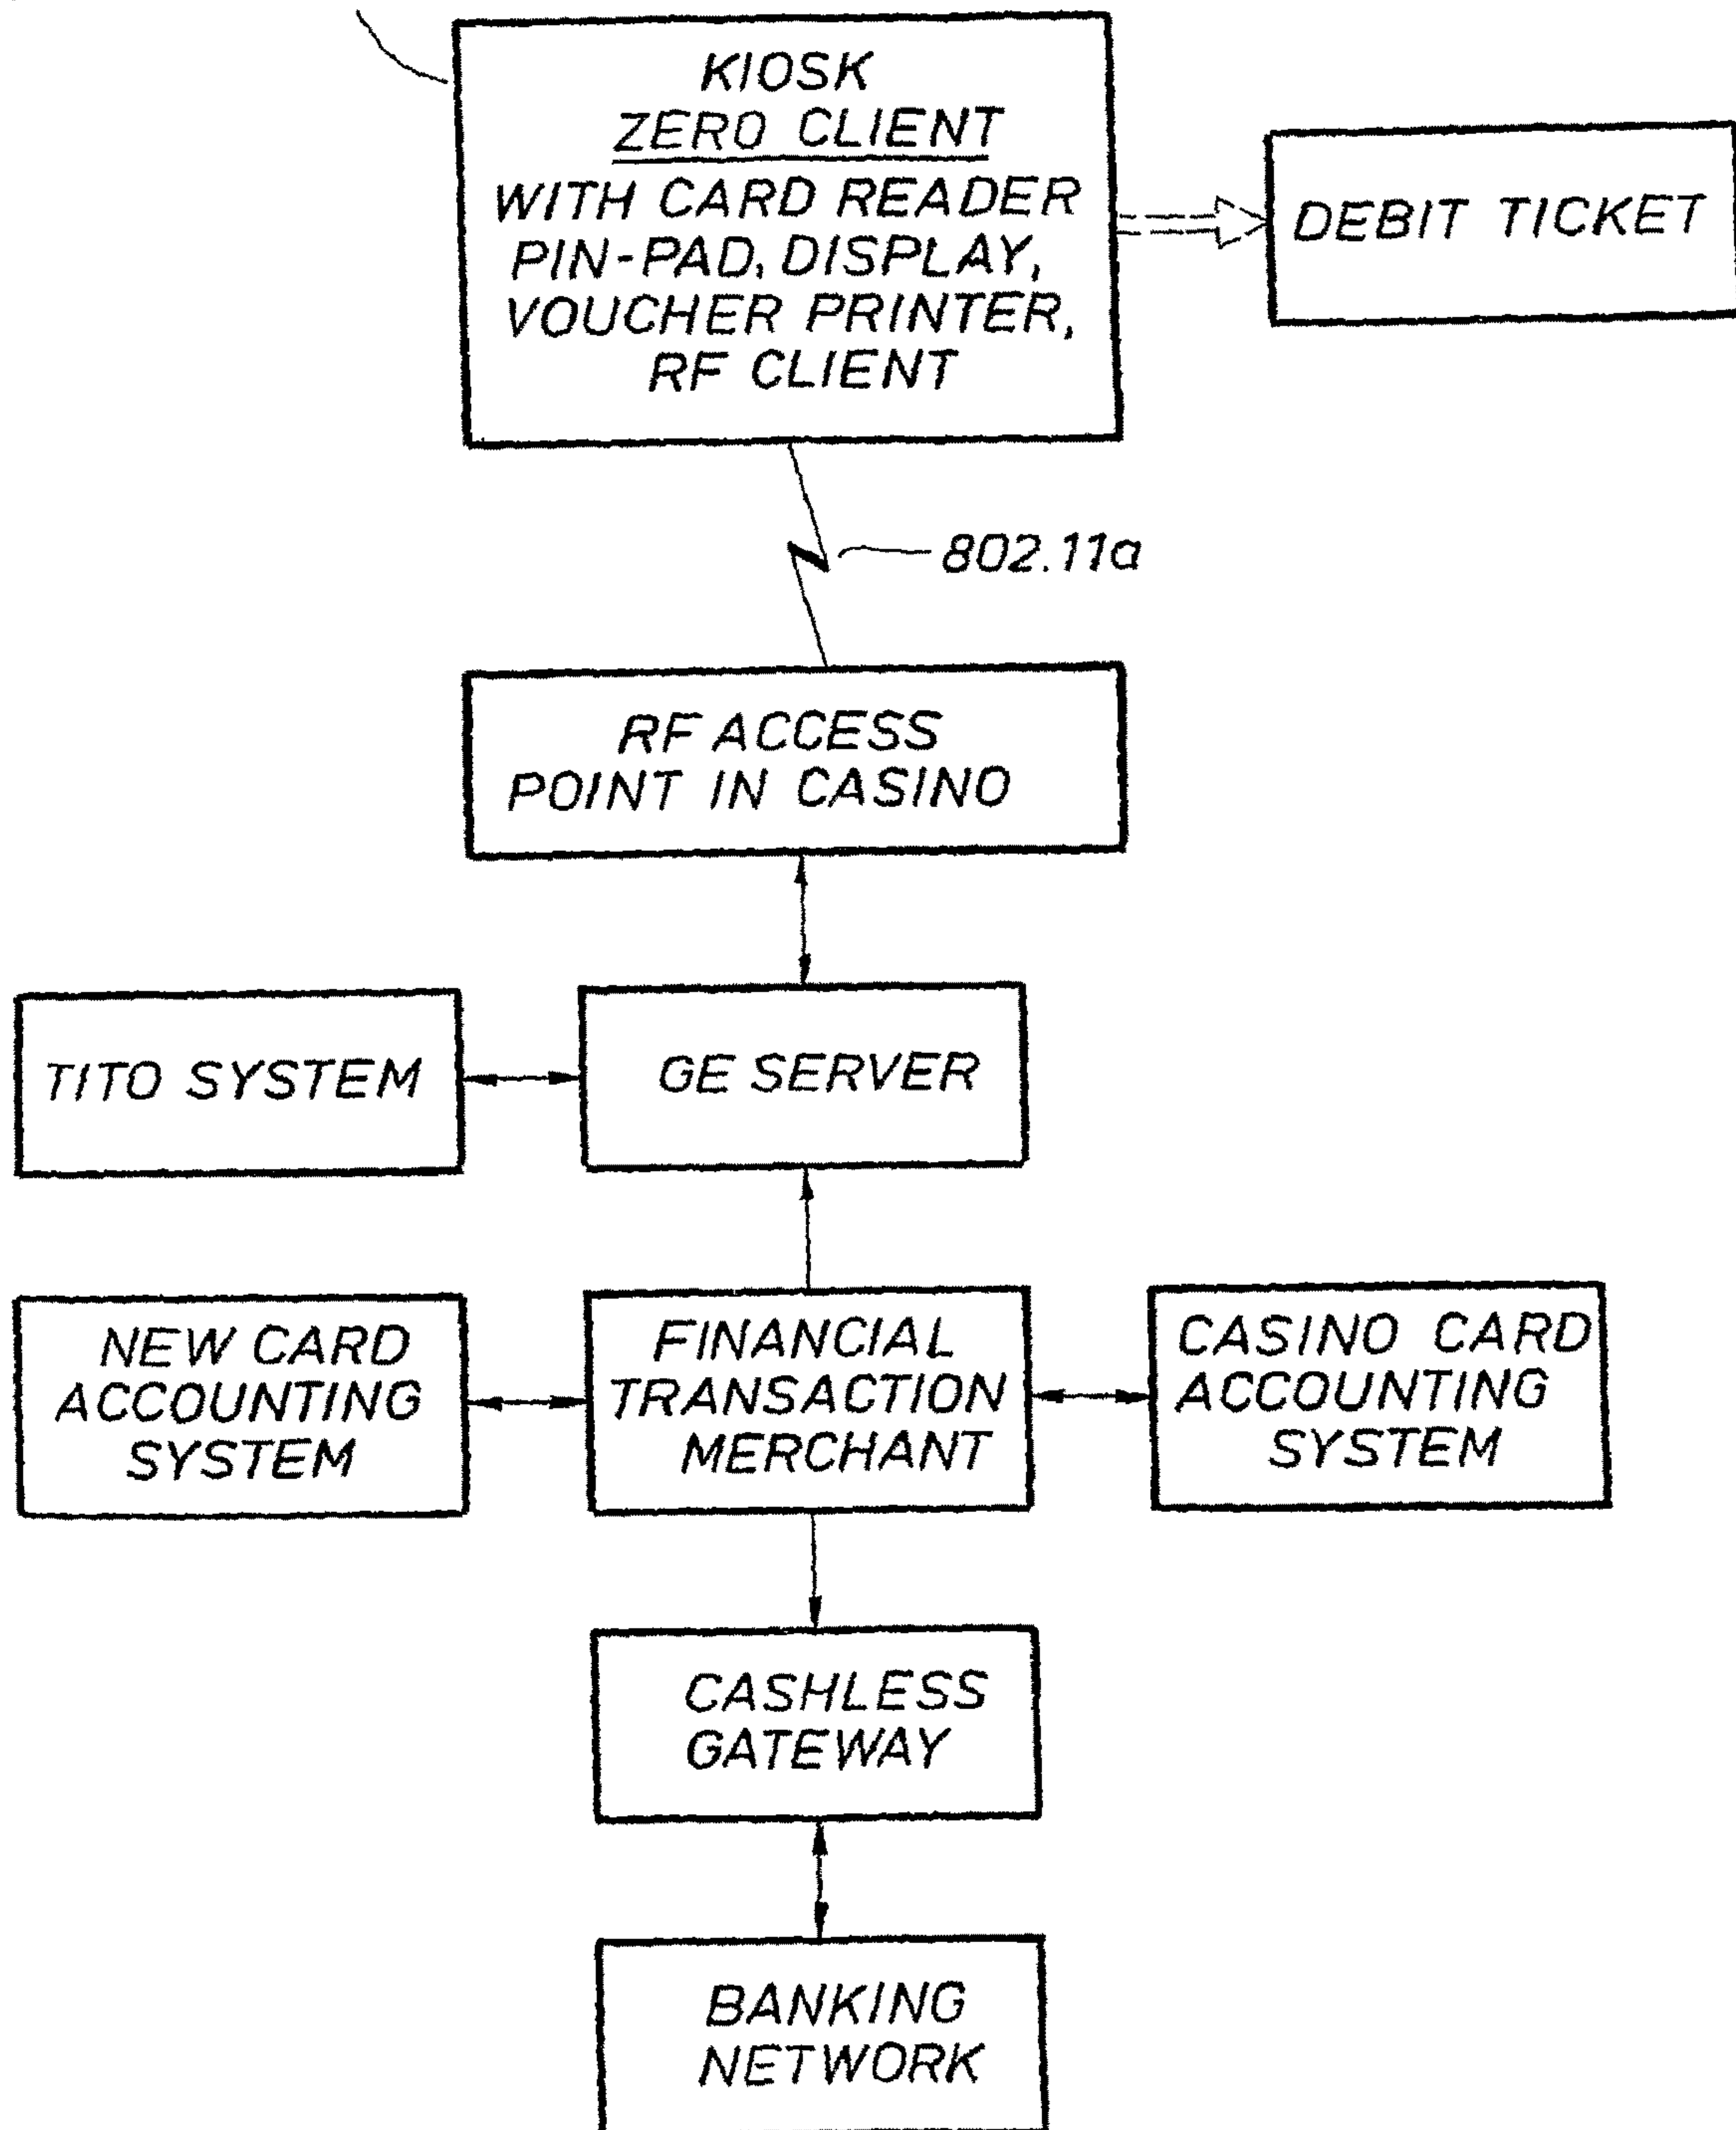 KIOSK
ZERO CLIENT
WITH CARD READER
PIN-PAD, DISPLAY,
VOUCHER PRINTER,
RF CLIENT
DEBIT TICKET
802.11a
RF ACCESS
POINT IN CASINO
TITO SYSTEM
GE SERVER
NEW CARD
ACCOUNTING
SYSTEM
FINANCIAL
TRANSACTION
MERCHANT
CASINO CARD
ACCOUNTING
SYSTEM
CASHLESS
GATEWAY
BANKING
NETWORK